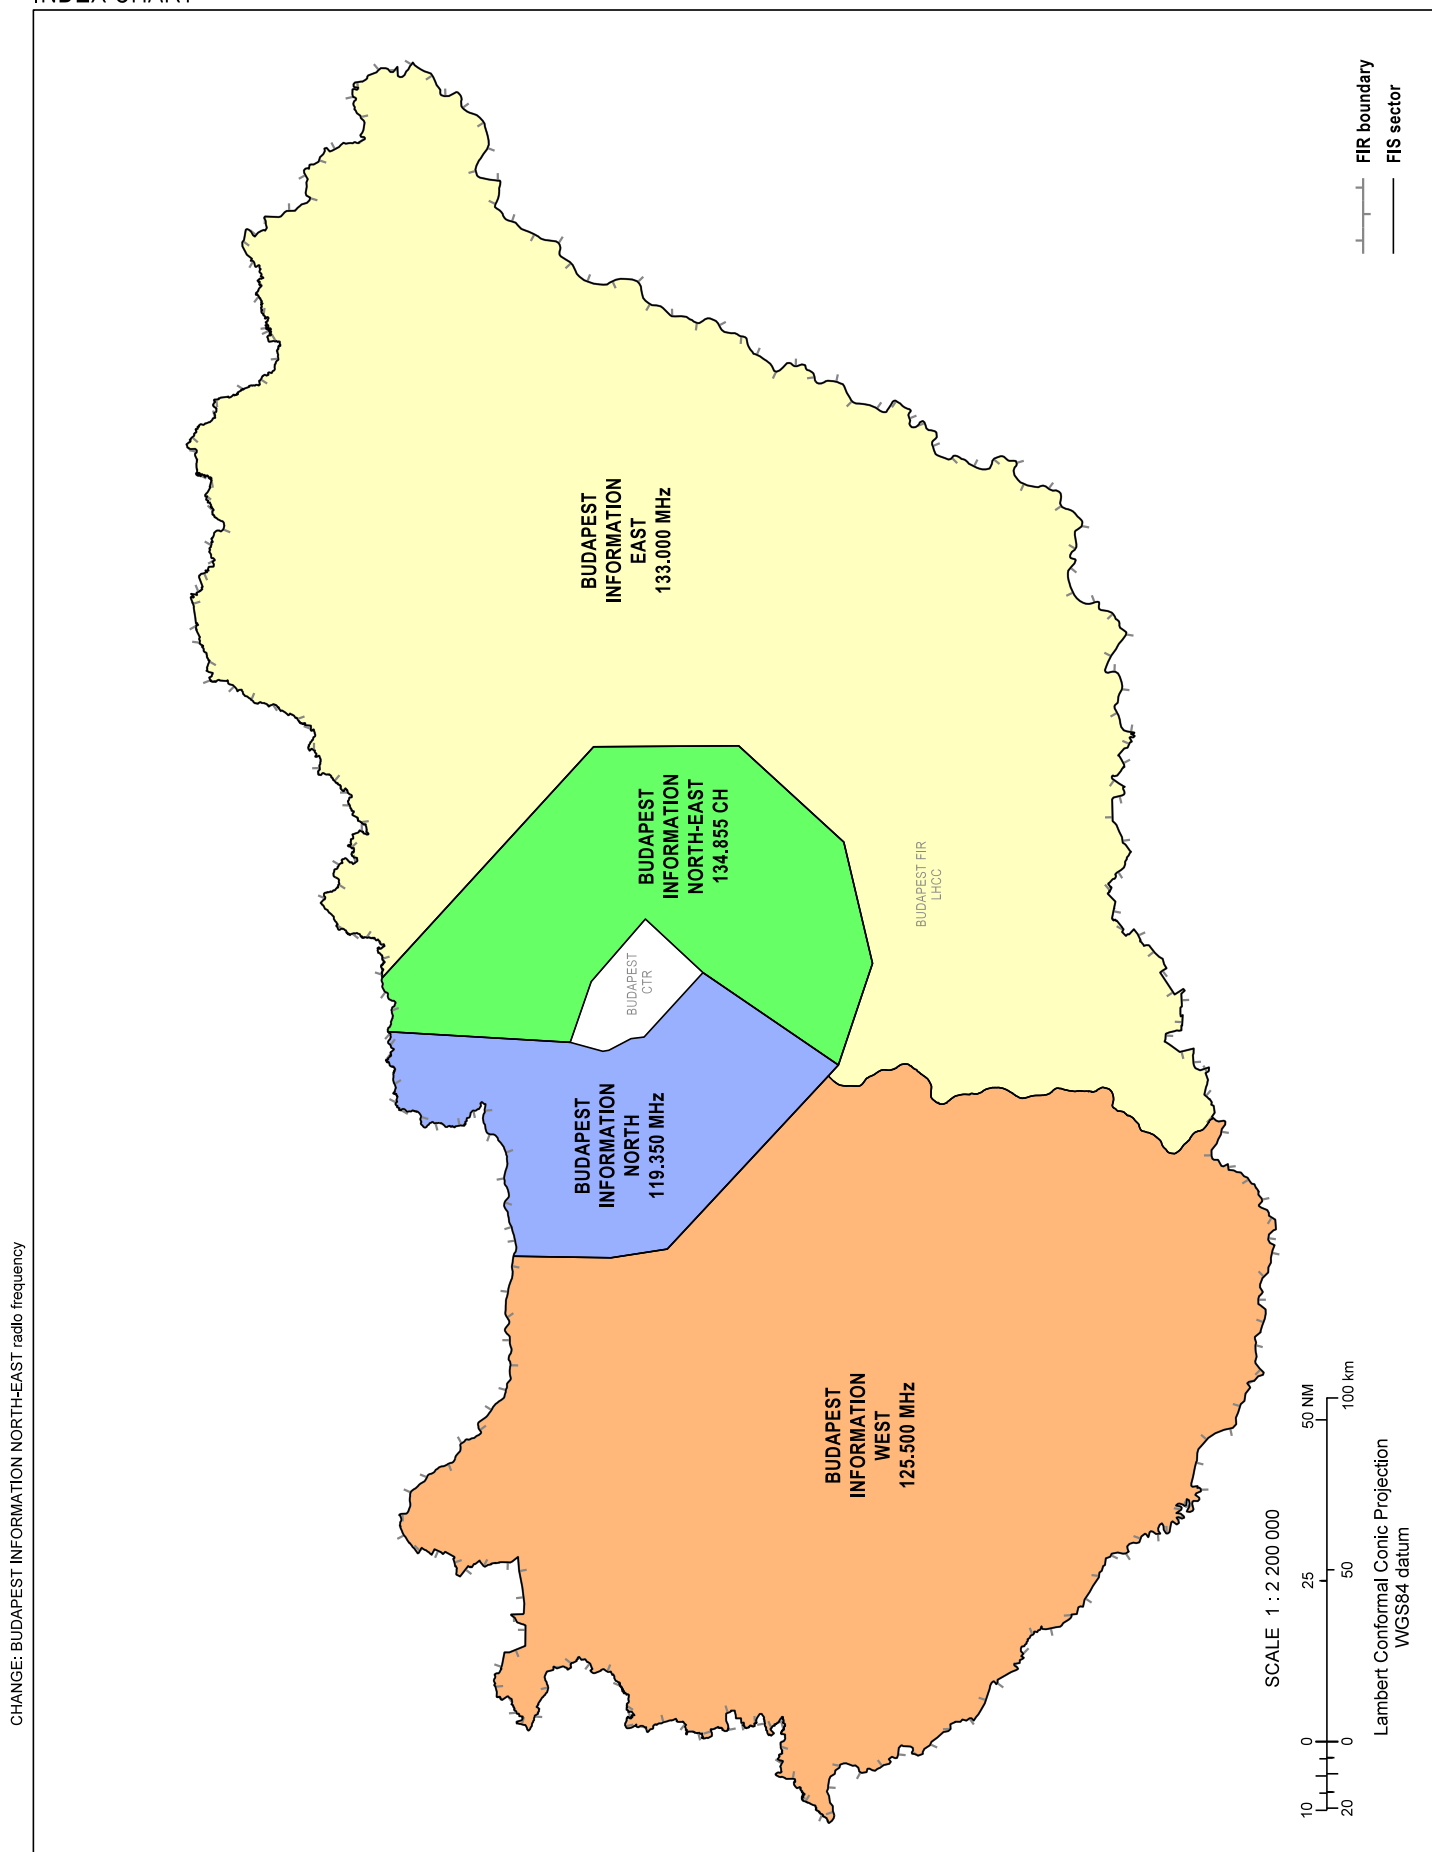 INDEX CHART
CHANGE: BUDAPEST INFORMATION NORTH-EAST radio frequency
FIR boundary
FIS sector
BUDAPEST
INFORMATION
EAST
133.000 MHz
BUDAPEST
INFORMATION
NORTH-EAST
134.855 CH
BUDAPEST FIR
LHCC
BUDAPEST
CTR
BUDAPEST
INFORMATION
NORTH
119.350 MHz
BUDAPEST
INFORMATION
WEST
125.500 MHz
SCALE 1 : 2 200 000
10 0 25 50 NM
20 0 50 100 km
Lambert Conformal Conic Projection
WGS84 datum